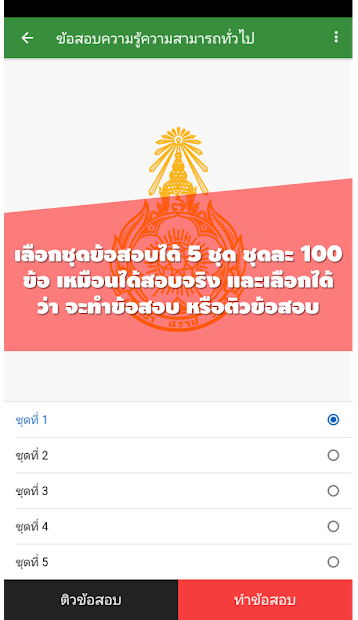 ข้อสอบความรู้ความสามารถทั่วไป
เลือกชุดข้อสอบได้ 5 ชุด ชุดละ 100
ข้อ เหมือนได้สอบจริง และเลือกได้
ว่า จะทำข้อสอบ หรือติวข้อสอบ
ชุดที่ 1
ชุดที่ 2
ชุดที่ 3
ชุดที่ 4
ชุดที่ 5
ติวข้อสอบ
ทำข้อสอบ